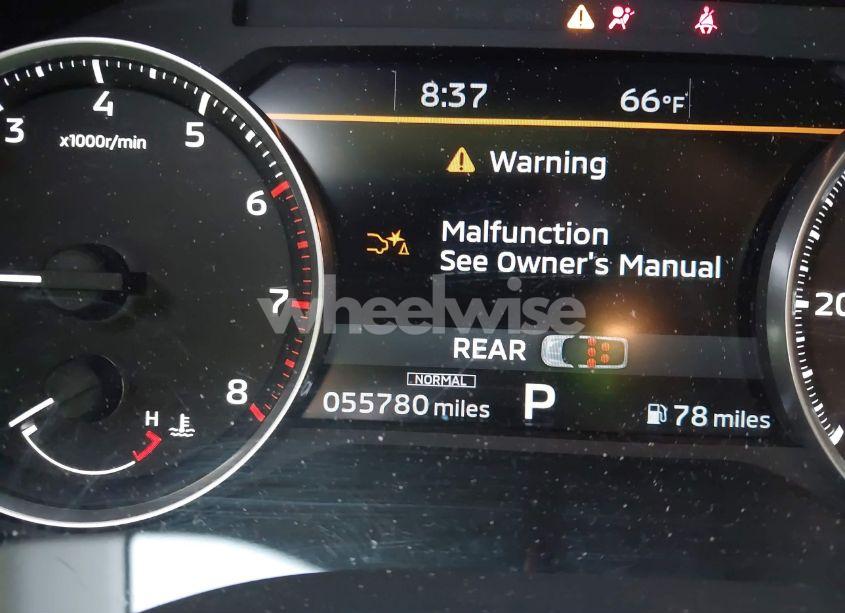 8:37 66°F
Warning
Malfunction
See Owner's Manual
wheelwise
REAR
NORMAL
055780 miles P 78 miles
3 4 5 6 7 8
x1000r/min
H
20